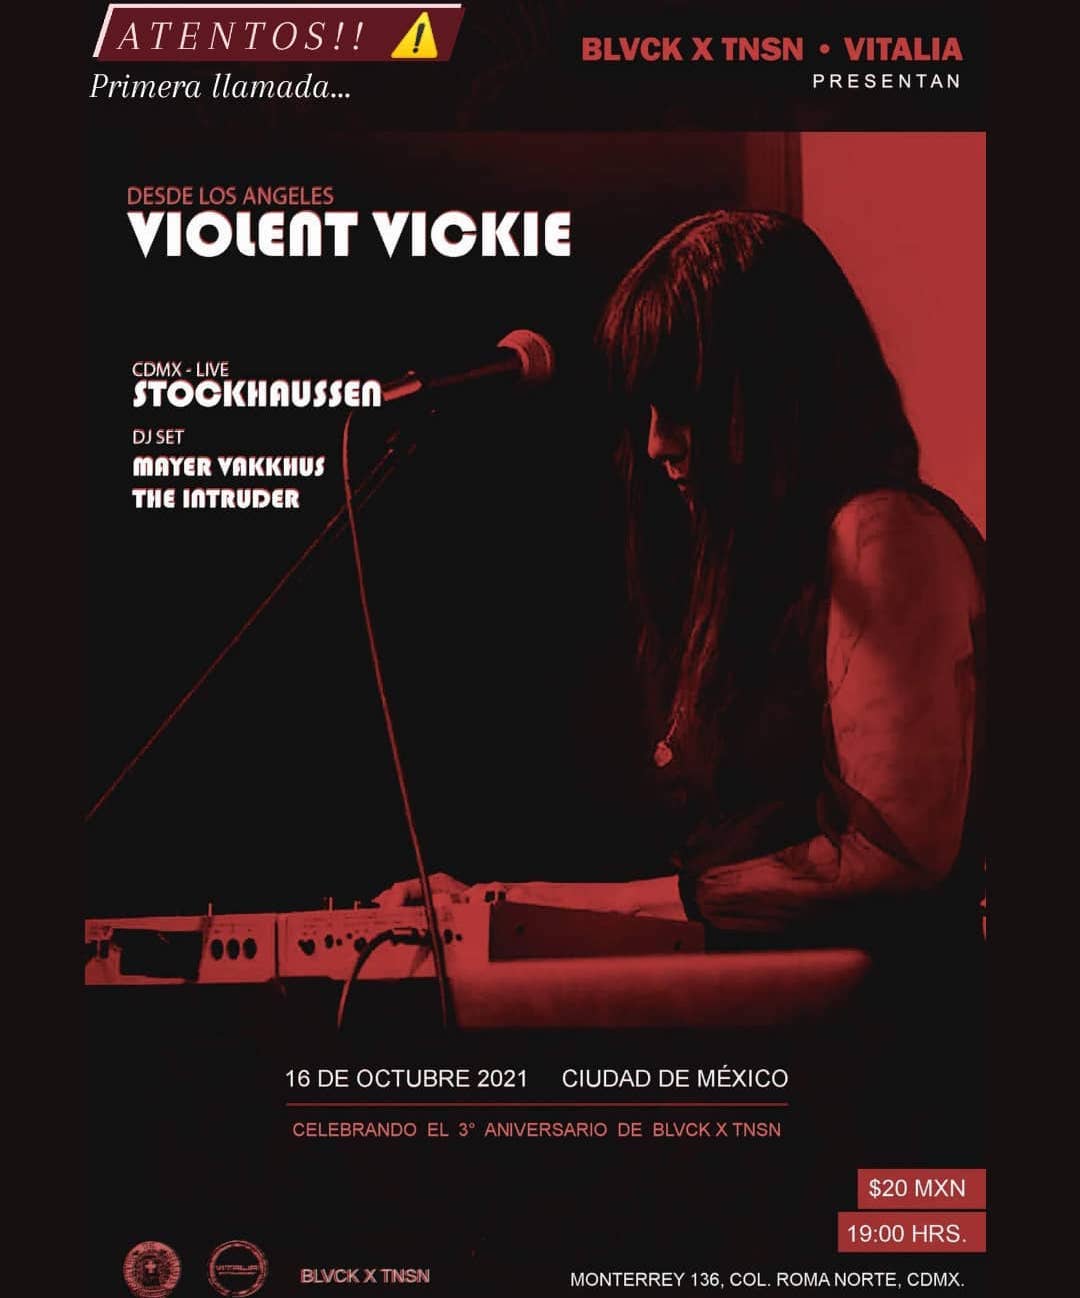 ATENTOS!! ⚠️
Primera llamada...
BLVCK X TNSN • VITALIA
PRESENTAN
DESDE LOS ANGELES
VIOLENT VICKIE
CDMX - LIVE
STOCKHAUSSEN
DJ SET
MAYER VAKKHUS
THE INTRUDER
16 DE OCTUBRE 2021 CIUDAD DE MÉXICO
CELEBRANDO EL 3° ANIVERSARIO DE BLVCK X TNSN
$20 MXN
19:00 HRS.
VITALIA
BLVCK X TNSN
MONTERREY 136, COL. ROMA NORTE, CDMX.